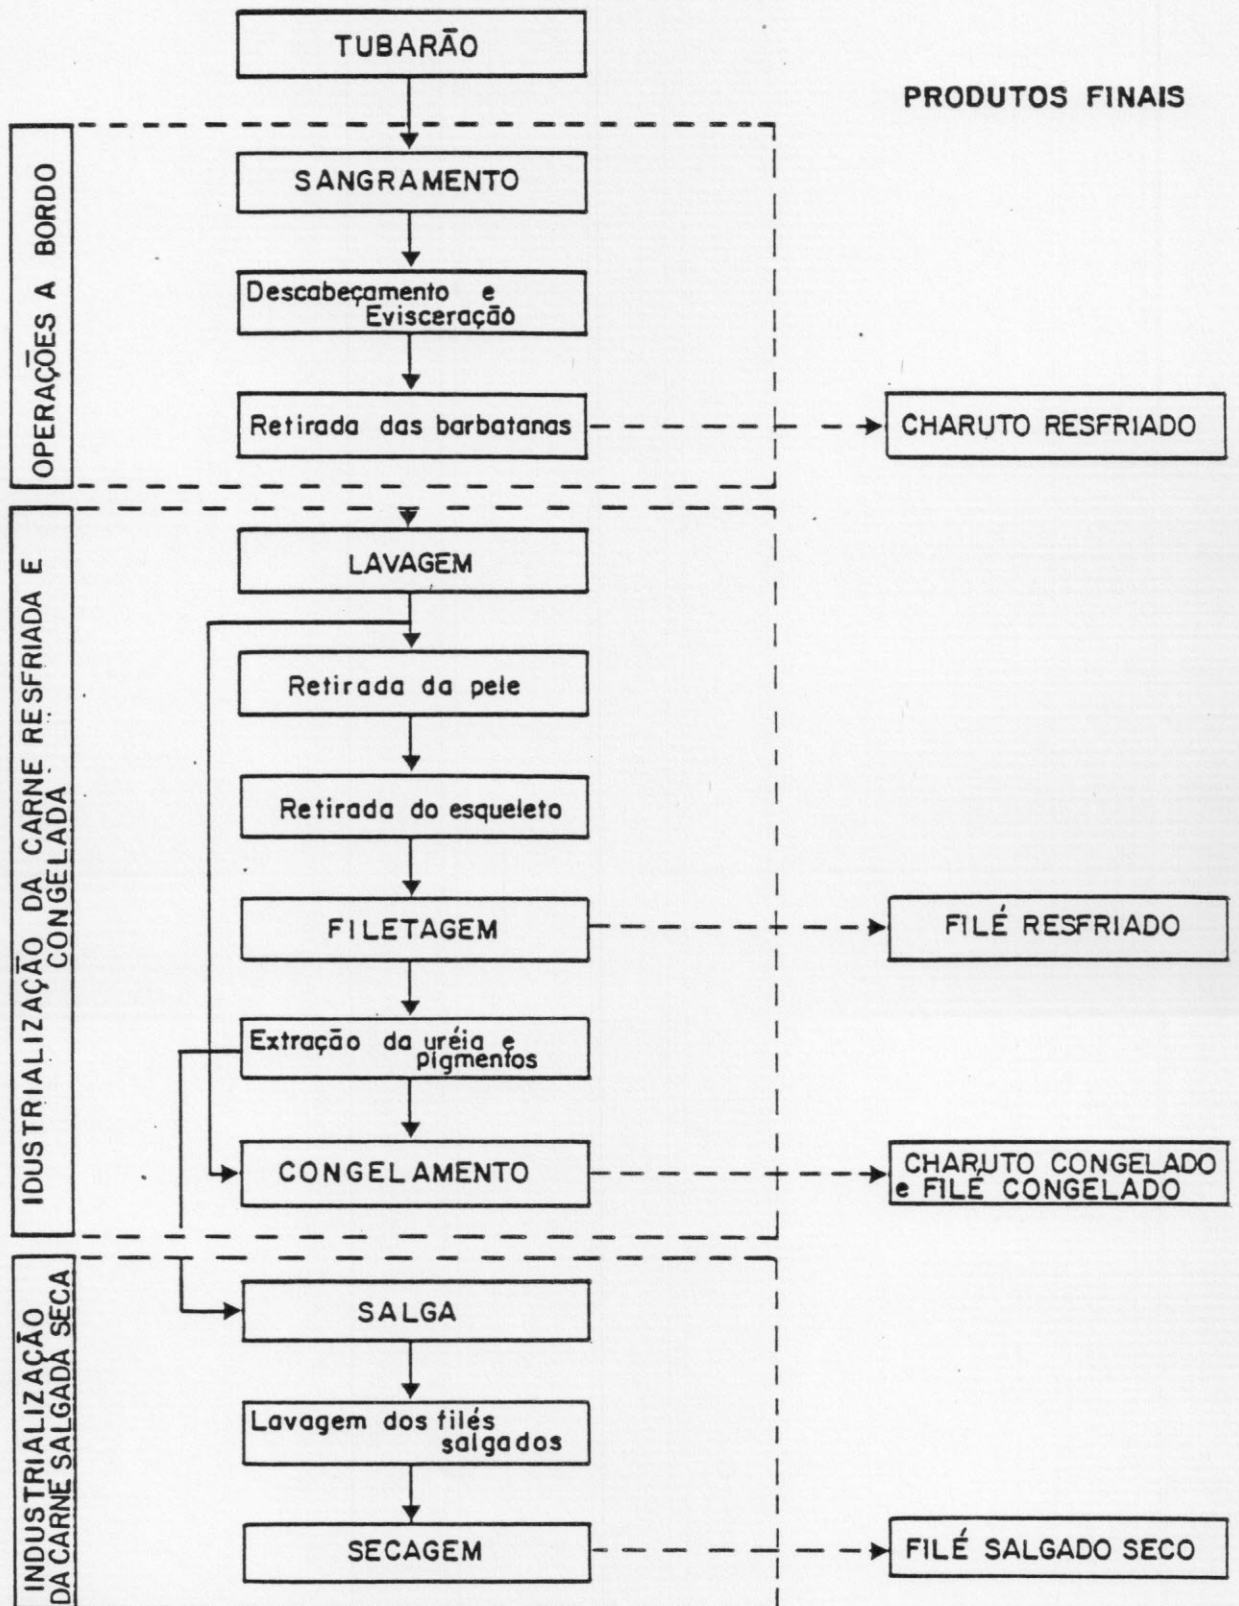 TUBARÃO
PRODUTOS FINAIS
OPERAÇÕES A BORDO
SANGRAMENTO
Descabeçamento e
Evisceração
Retirada das barbatanas
CHARUTO RESFRIADO
IDUSTRIALIZAÇÃO DA CARNE RESFRIADA E
CONGELADA
LAVAGEM
Retirada da pele
Retirada do esqueleto
FILETAGEM
FILÉ RESFRIADO
Extração da uréia e
pigmentos
CONGELAMENTO
CHARUTO CONGELADO
e FILÉ CONGELADO
INDUSTRIALIZAÇÃO
DA CARNE SALGADA SECA
SALGA
Lavagem dos filés
salgados
SECAGEM
FILÉ SALGADO SECO